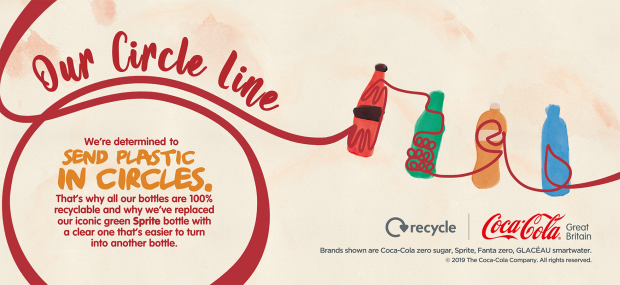 Our Circle Line
We're determined to
SEND PLASTIC
IN CIRCLES.
That's why all our bottles are 100%
recyclable and why we've replaced
our iconic green Sprite bottle with
a clear one that's easier to turn
into another bottle.
recycle
Coca-Cola
Great
Britain
Brands shown are Coca-Cola zero sugar, Sprite, Fanta zero, GLACÉAU smartwater.
© 2019 The Coca-Cola Company. All rights reserved.